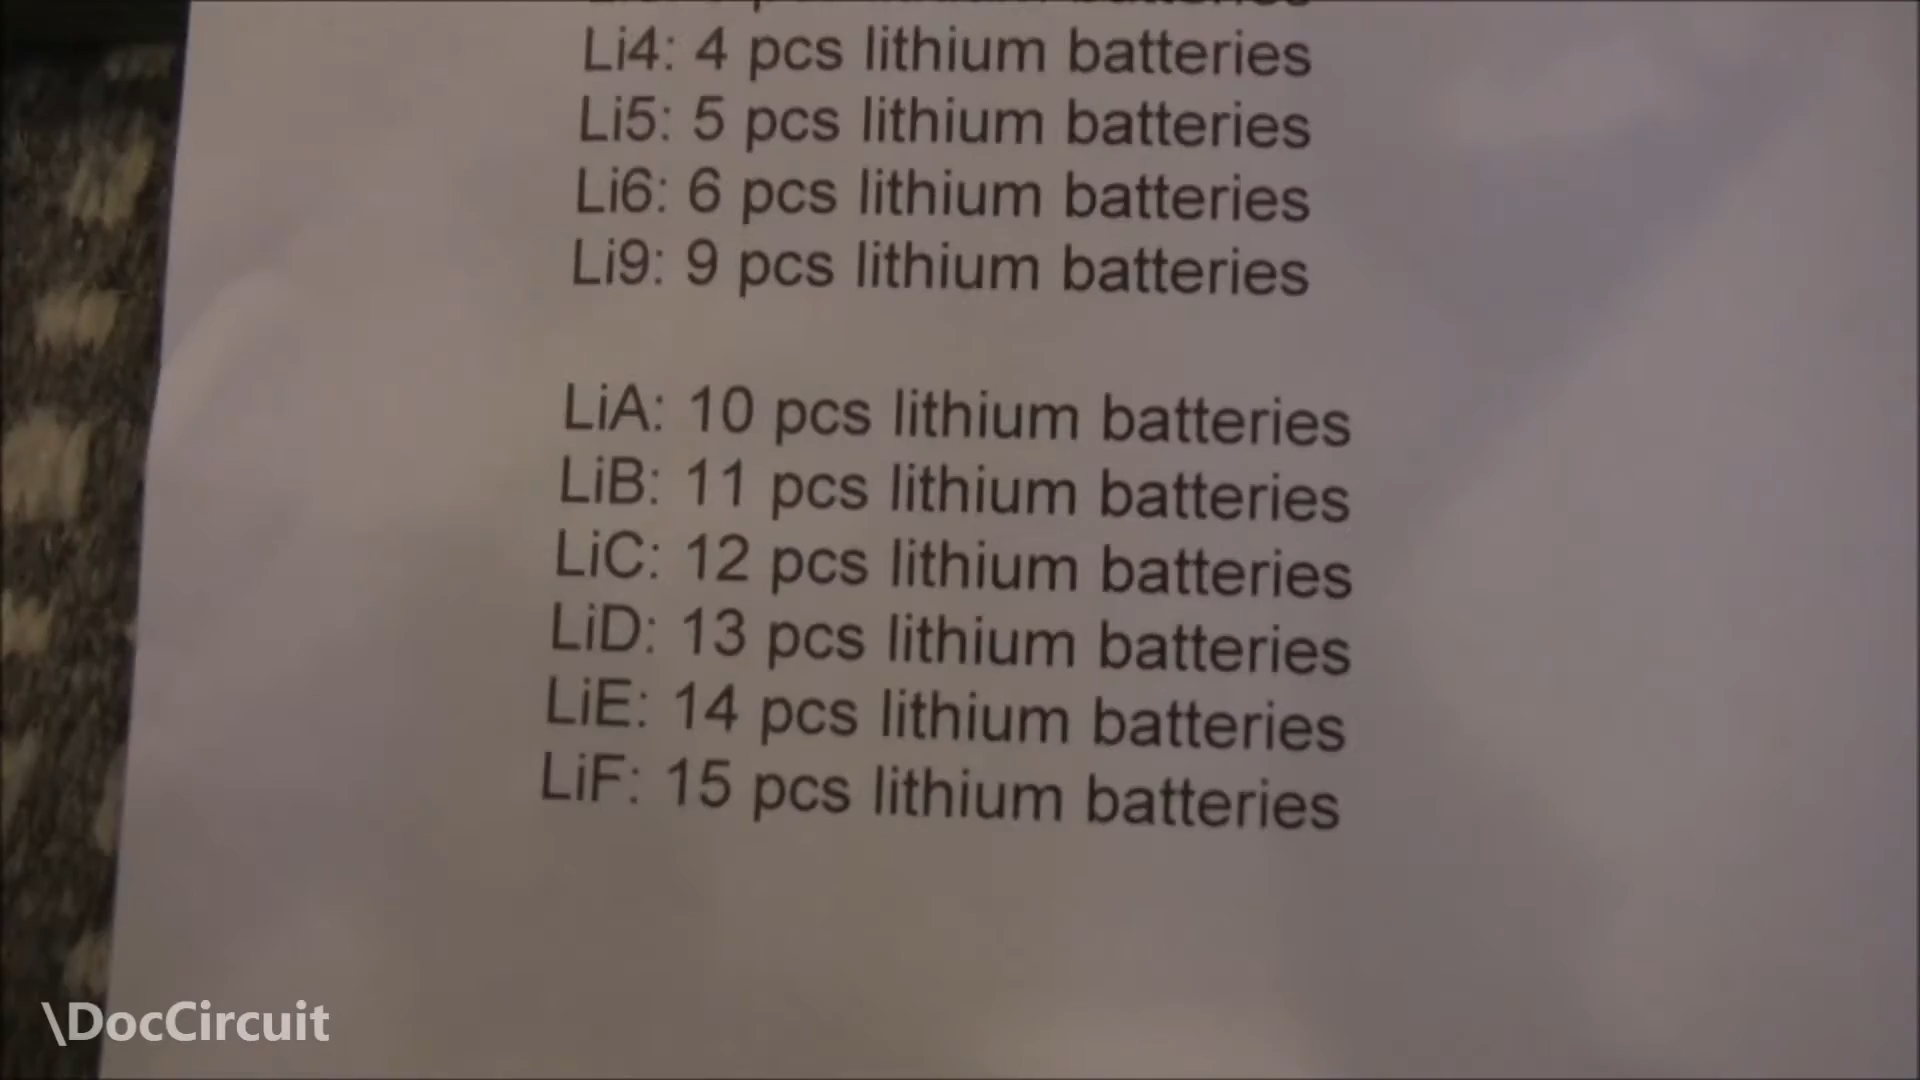 Li4: 4 pcs lithium batteries
Li5: 5 pcs lithium batteries
Li6: 6 pcs lithium batteries
Li9: 9 pcs lithium batteries
LiA: 10 pcs lithium batteries
LiB: 11 pcs lithium batteries
LiC: 12 pcs lithium batteries
LiD: 13 pcs lithium batteries
LiE: 14 pcs lithium batteries
LiF: 15 pcs lithium batteries
\DocCircuit